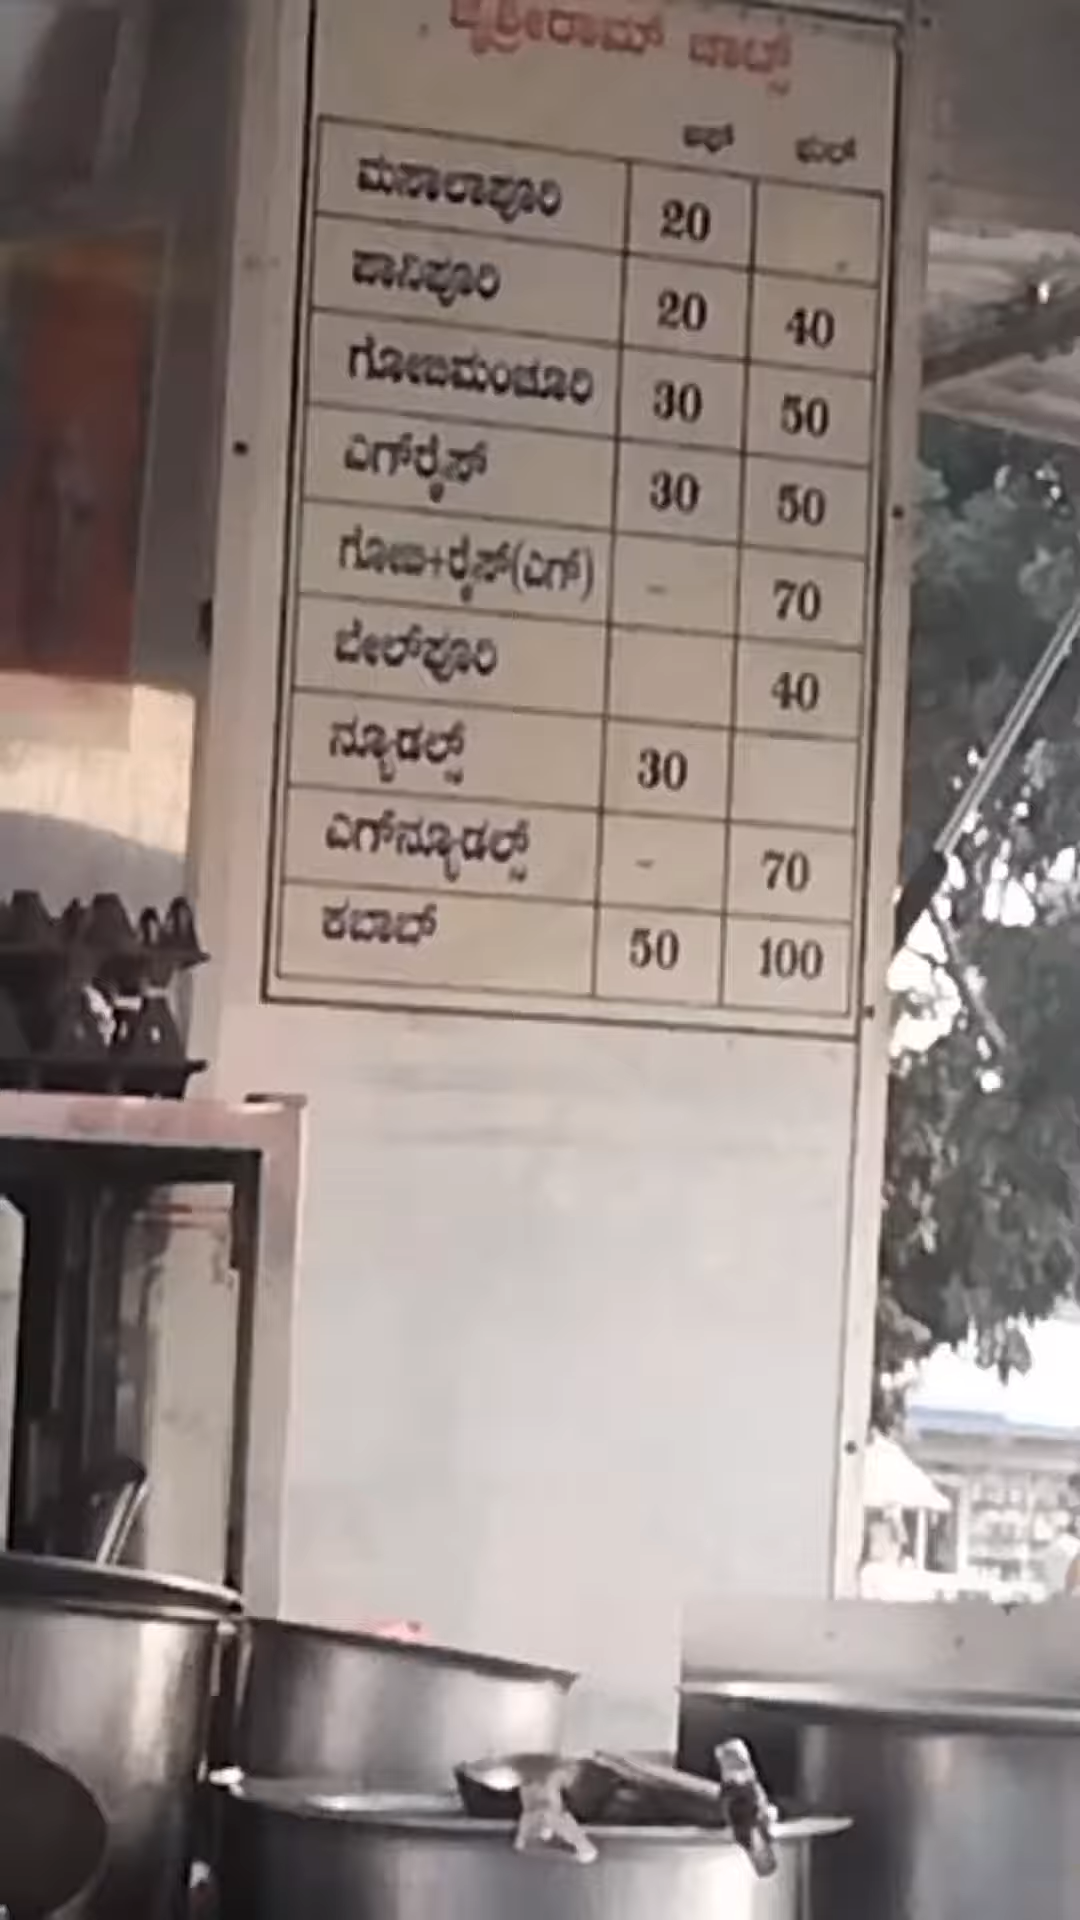 ಜೈಶ್ರೀರಾಮ್ ಚಾಟ್ಸ್
ಆಫ್ ಫುಲ್
ಮಸಾಲಾಪೂರಿ 20
ಪಾನಿಪೂರಿ 20 40
ಗೋಬಿಮಂಚೂರಿ 30 50
ಎಗ್‌ರೈಸ್ 30 50
ಗೋಬಿ+ರೈಸ್(ಎಗ್) - 70
ಬೇಲ್‌ಪೂರಿ 40
ನ್ಯೂಡಲ್ಸ್ 30
ಎಗ್‌ನ್ಯೂಡಲ್ಸ್ - 70
ಕಬಾಬ್ 50 100